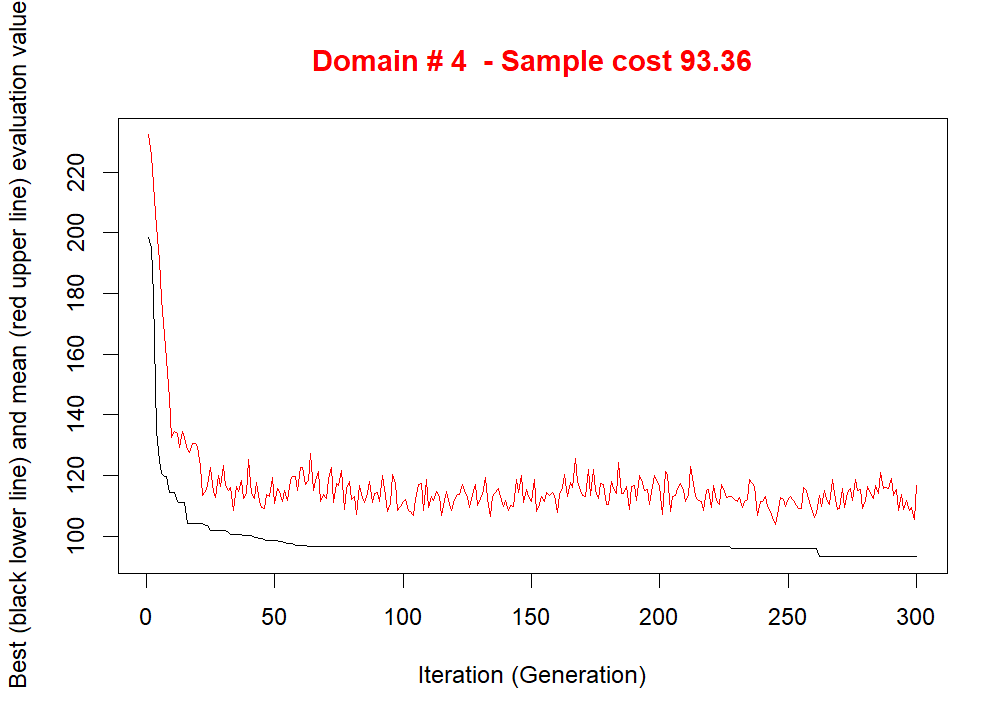 Domain # 4  - Sample cost 93.36
Best (black lower line) and mean (red upper line) evaluation value
220
200
180
160
140
120
100
0 50 100 150 200 250 300
Iteration (Generation)